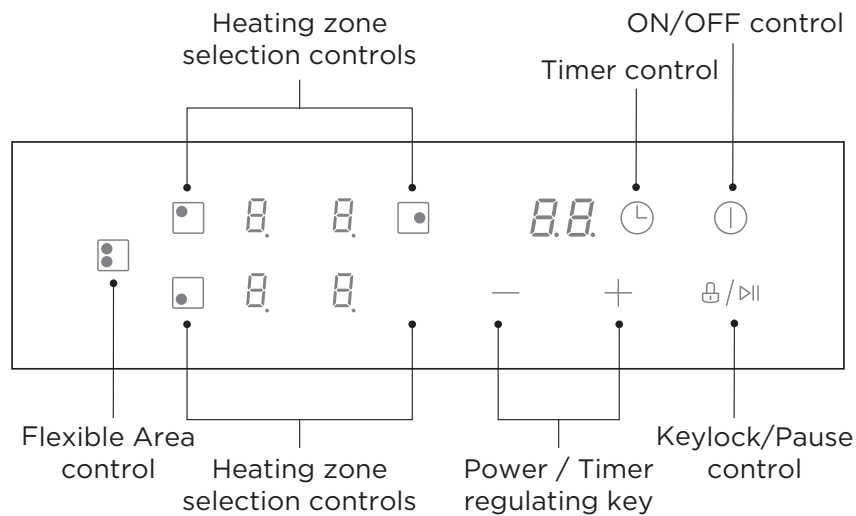 Heating zone
selection controls
ON/OFF control
Timer control
8. 8. 8.8.
8. 8.
Flexible Area
control
Heating zone
selection controls
Power / Timer
regulating key
Keylock/Pause
control